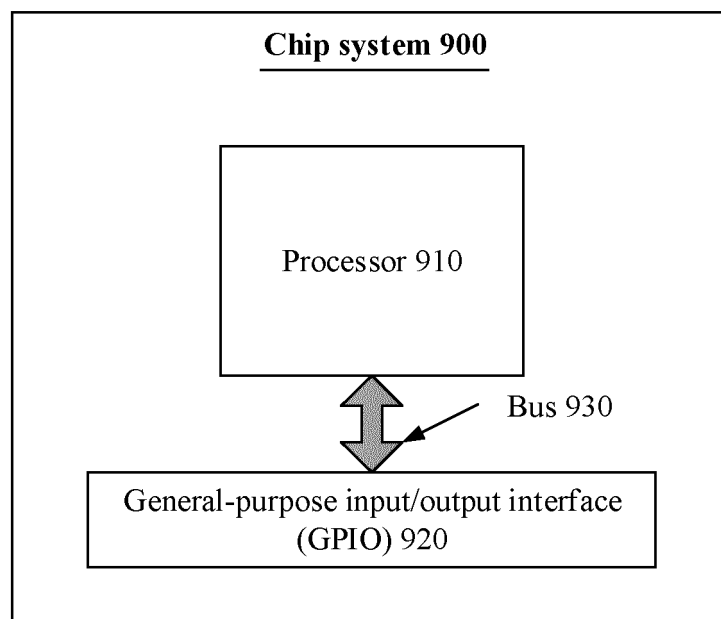 Chip system 900
Processor 910
Bus 930
General-purpose input/output interface
(GPIO) 920